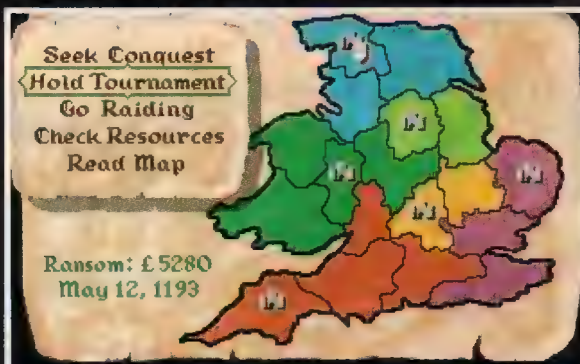 Seek Conquest
Hold Tournament
Go Raiding
Check Resources
Read Map
Ransom: £5280
May 12, 1193